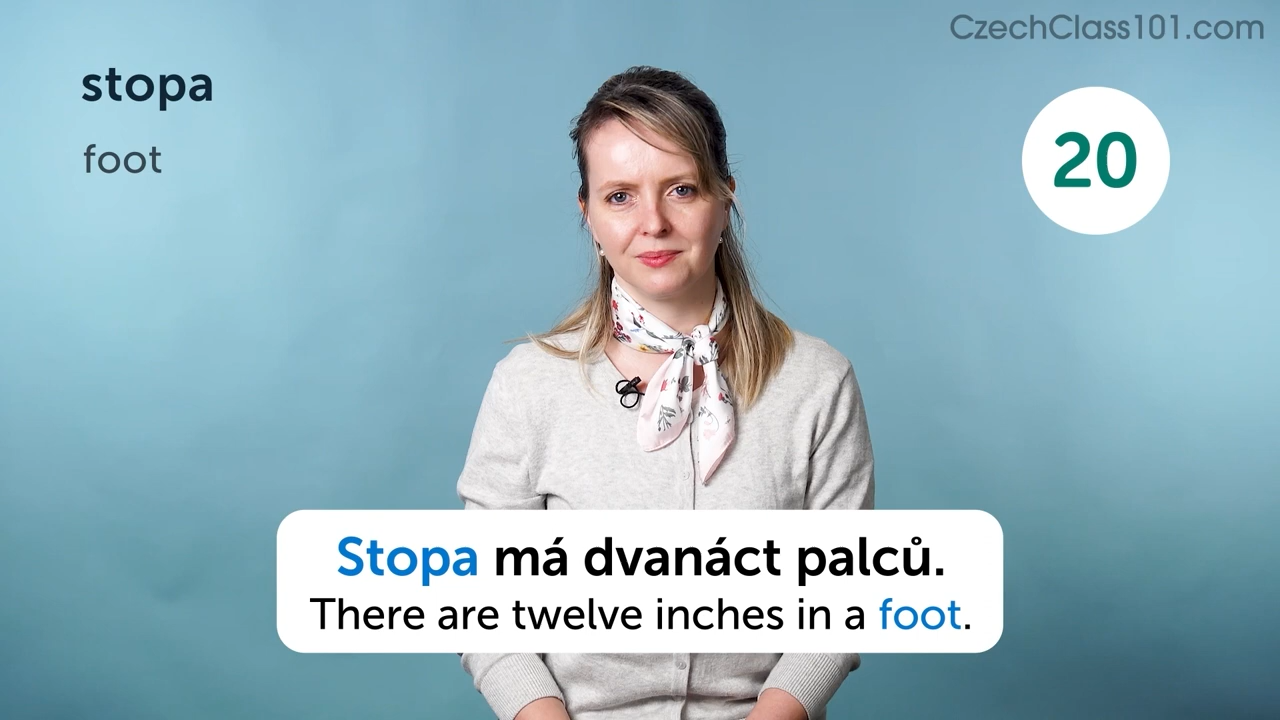 CzechClass101.com
stopa
foot
20
Stopa má dvanáct palců.
There are twelve inches in a foot.